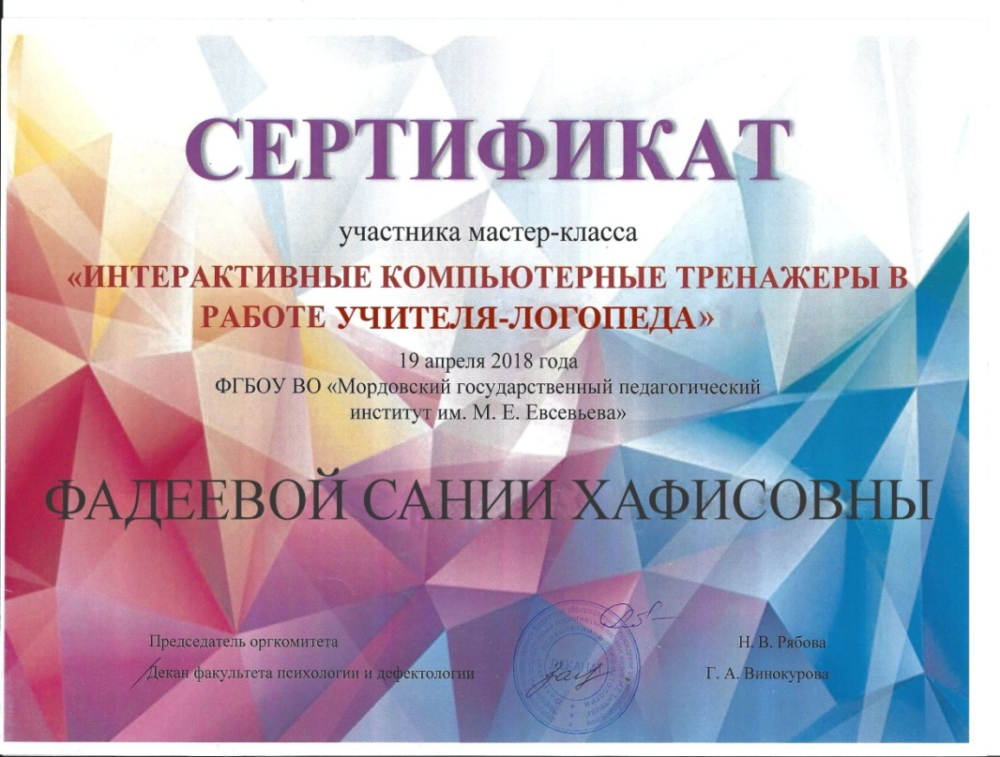 СЕРТИФИКАТ
участника мастер-класса
«ИНТЕРАКТИВНЫЕ КОМПЬЮТЕРНЫЕ ТРЕНАЖЕРЫ В
РАБОТЕ УЧИТЕЛЯ-ЛОГОПЕДА»
19 апреля 2018 года
ФГБОУ ВО «Мордовский государственный педагогический
институт им. М. Е. Евсевьева»
ФАДЕЕВОЙ САНИИ ХАФИСОВНЫ
Председатель оргкомитета Н. В. Рябова
Декан факультета психологии и дефектологии Г. А. Винокурова
ДЕКАНАТ